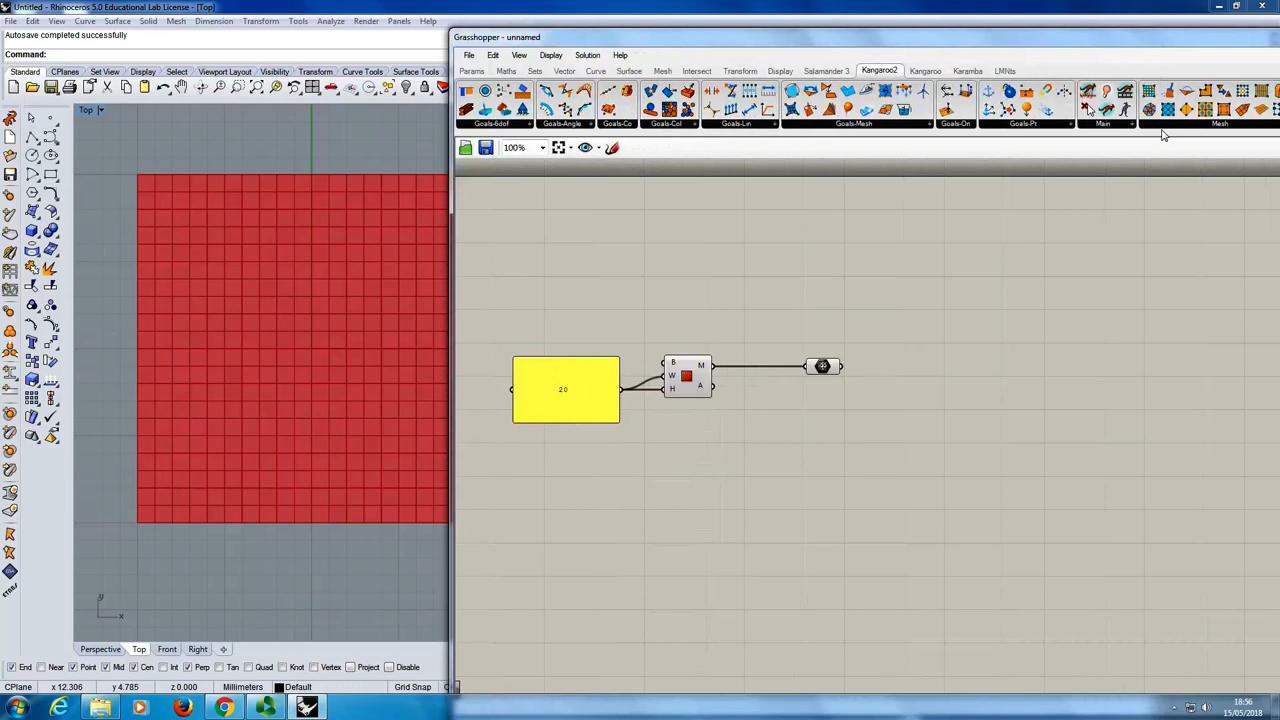 Untitled - Rhinoceros 5.0 Educational Lab License - [Top]
File Edit View Curve Surface Solid Mesh Dimension Transform Tools Analyze Render Panels Help
Autosave completed successfully
Command:
Standard CPlanes Set View Display Select Viewport Layout Visibility Transform Curve Tools Surface Tools
Top
Grasshopper - unnamed
File Edit View Display Solution Help
Params Maths Sets Vector Curve Surface Mesh Intersect Transform Display Salamander 3 Kangaroo2 Kangaroo Karamba LMNts
Goals-6dof Goals-Angle Goals-Co Goals-Col Goals-Lin Goals-Mesh Goals-On Goals-Pt Main Mesh
100%
20
B
W
H
M
A
y
x
Perspective Top Front Right
End Near Point Mid Cen Int Perp Tan Quad Knot Vertex Project Disable
CPlane x 12.306 y 4.785 z 0.000 Millimeters Default Grid Snap
18:56
15/05/2018